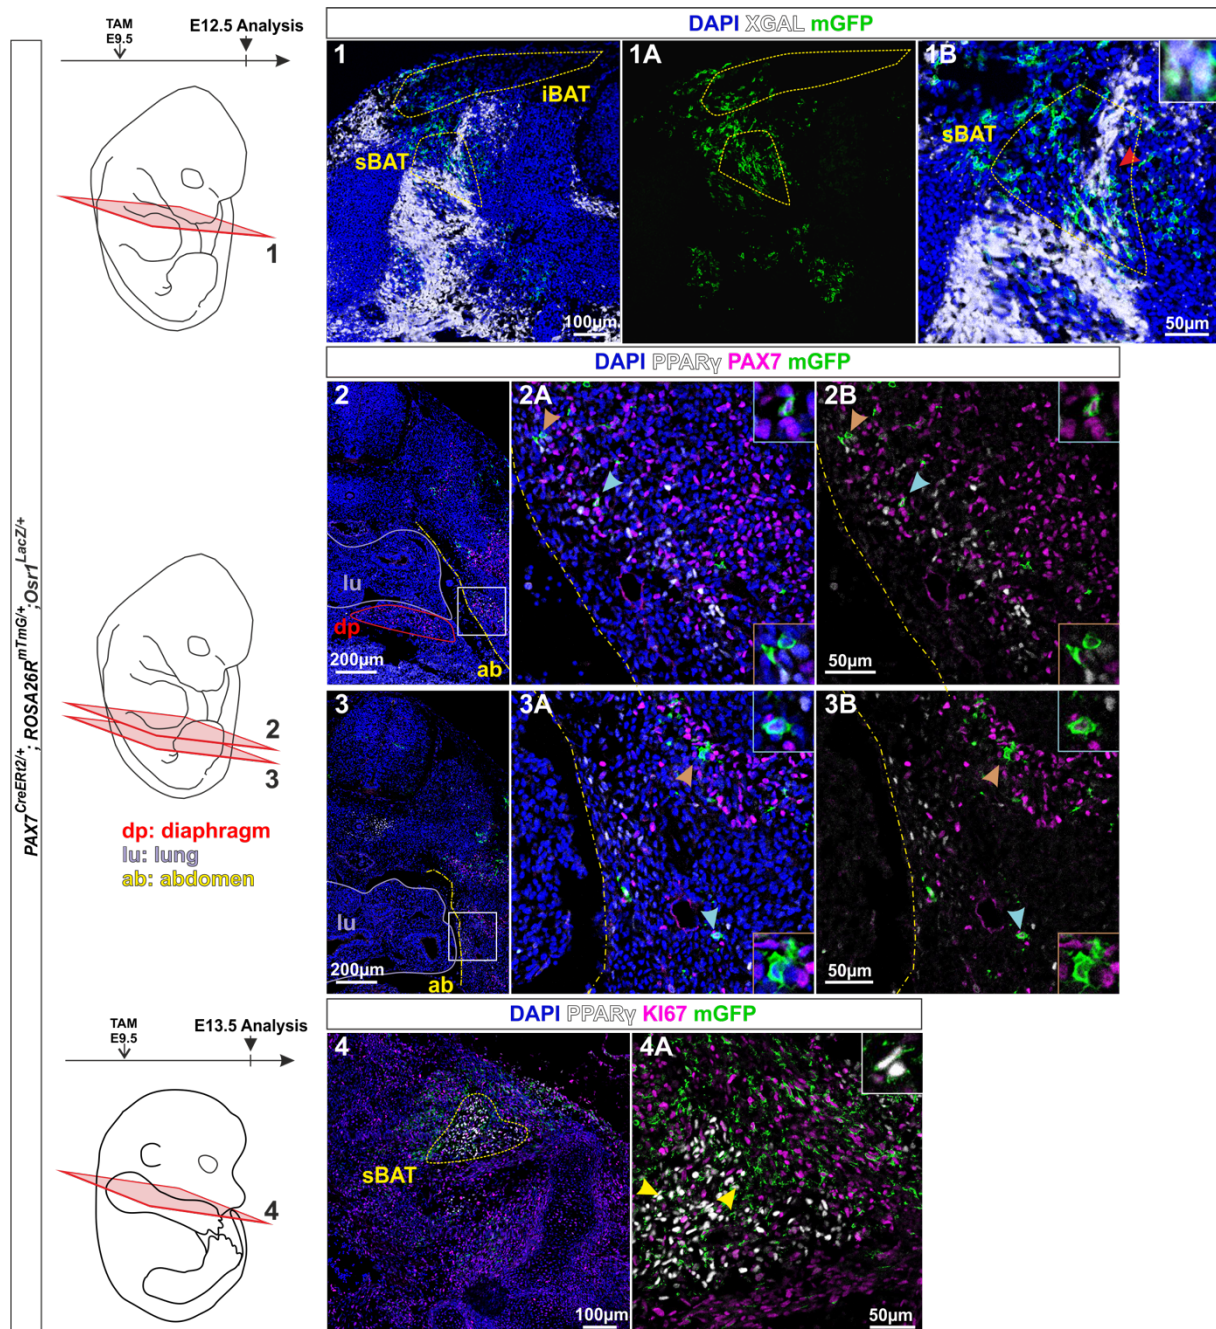 TAM
E9.5
E12.5 Analysis
DAPI XGAL mGFP
1
iBAT
sBAT
100µm
1A
1B
sBAT
50µm
1
PAX7CreERt2/+; ROSA26RmTmG/+;Osr1LacZ/+
DAPI PPARγ PAX7 mGFP
2
lu
dp
ab
200µm
2A
2B
50µm
3
lu
ab
200µm
3A
3B
50µm
2
3
dp: diaphragm
lu: lung
ab: abdomen
TAM
E9.5
E13.5 Analysis
DAPI PPARγ KI67 mGFP
4
sBAT
100µm
4A
50µm
4